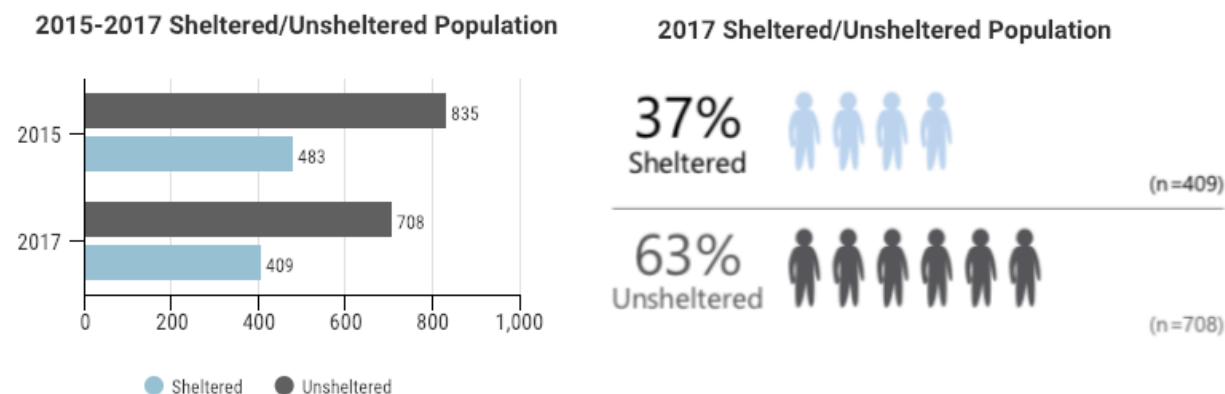 2015-2017 Sheltered/Unsheltered Population
835
2015
483
708
2017
409
0 200 400 600 800 1,000
Sheltered Unsheltered
2017 Sheltered/Unsheltered Population
37%
Sheltered
(n=409)
63%
Unsheltered
(n=708)